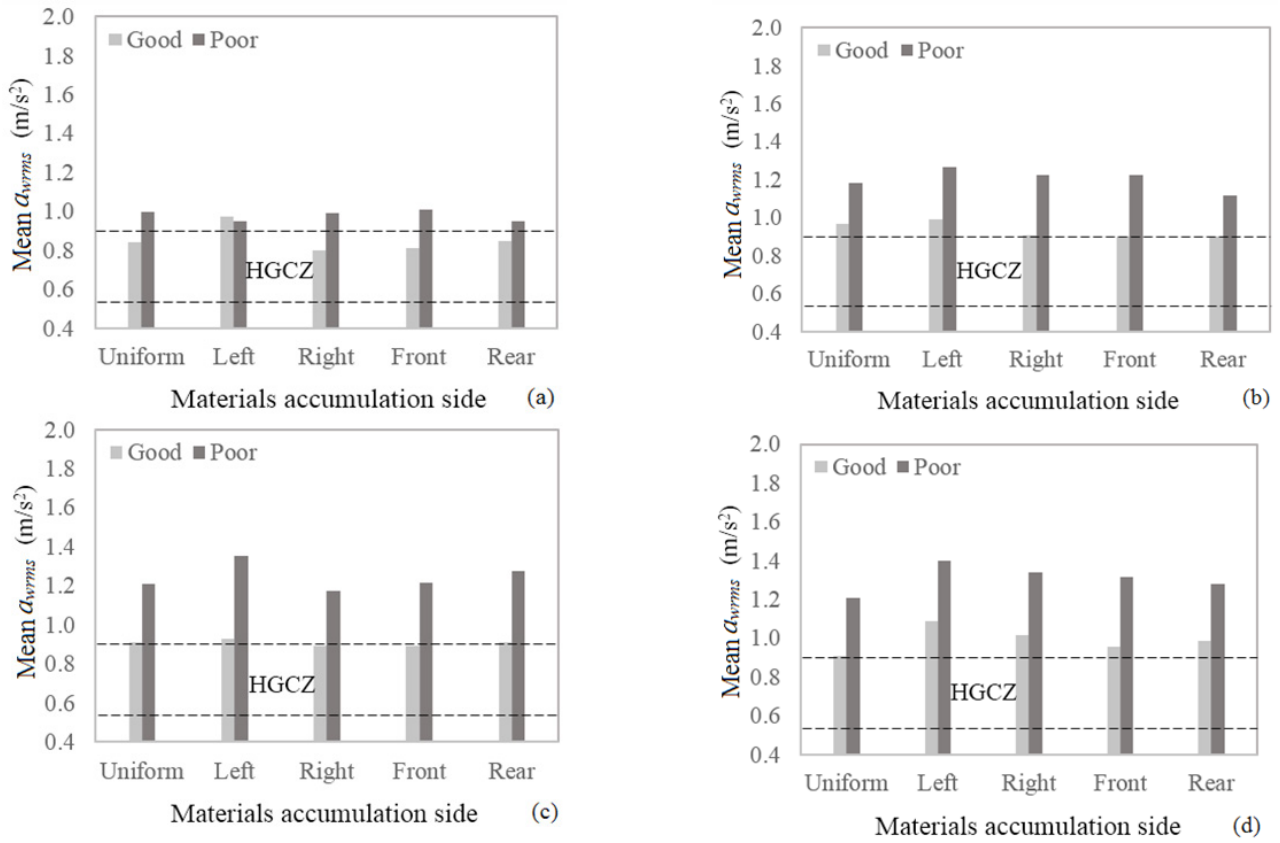 2.0
1.8
1.6
1.4
1.2
1.0
0.8
0.6
0.4
Mean awrms (m/s²)
Good Poor
HGCZ
Uniform Left Right Front Rear
Materials accumulation side (a)
2.0
1.8
1.6
1.4
1.2
1.0
0.8
0.6
0.4
Mean awrms (m/s²)
Good Poor
HGCZ
Uniform Left Right Front Rear
Materials accumulation side (b)
2.0
1.8
1.6
1.4
1.2
1.0
0.8
0.6
0.4
Mean awrms (m/s²)
Good Poor
HGCZ
Uniform Left Right Front Rear
Materials accumulation side (c)
2.0
1.8
1.6
1.4
1.2
1.0
0.8
0.6
0.4
Mean awrms (m/s²)
Good Poor
HGCZ
Uniform Left Right Front Rear
Materials accumulation side (d)